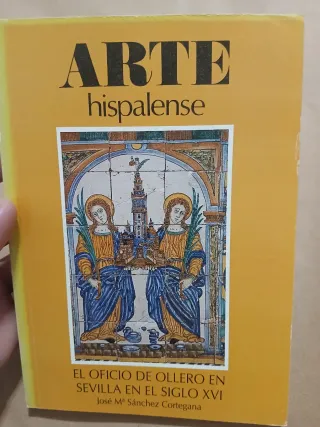 ARTE
hispalense
EL OFICIO DE OLLERO EN
SEVILLA EN EL SIGLO XVI
José Mª Sánchez Cortegana